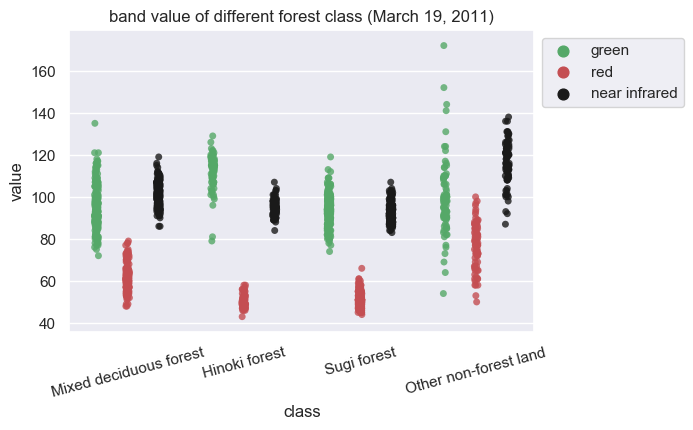 band value of different forest class (March 19, 2011)
green
red
near infrared
value
160
140
120
100
80
60
40
Mixed deciduous forest
Hinoki forest
Sugi forest
Other non-forest land
class